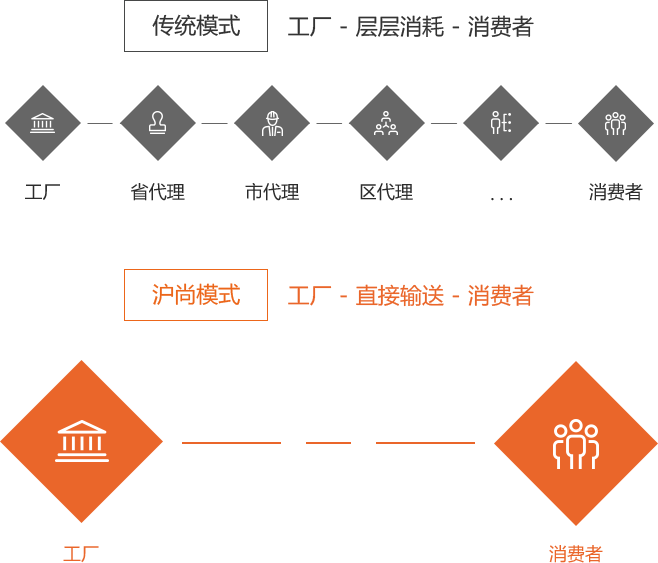 传统模式 工厂 - 层层消耗 - 消费者
工厂 省代理 市代理 区代理 ... 消费者
沪尚模式 工厂 - 直接输送 - 消费者
工厂 消费者